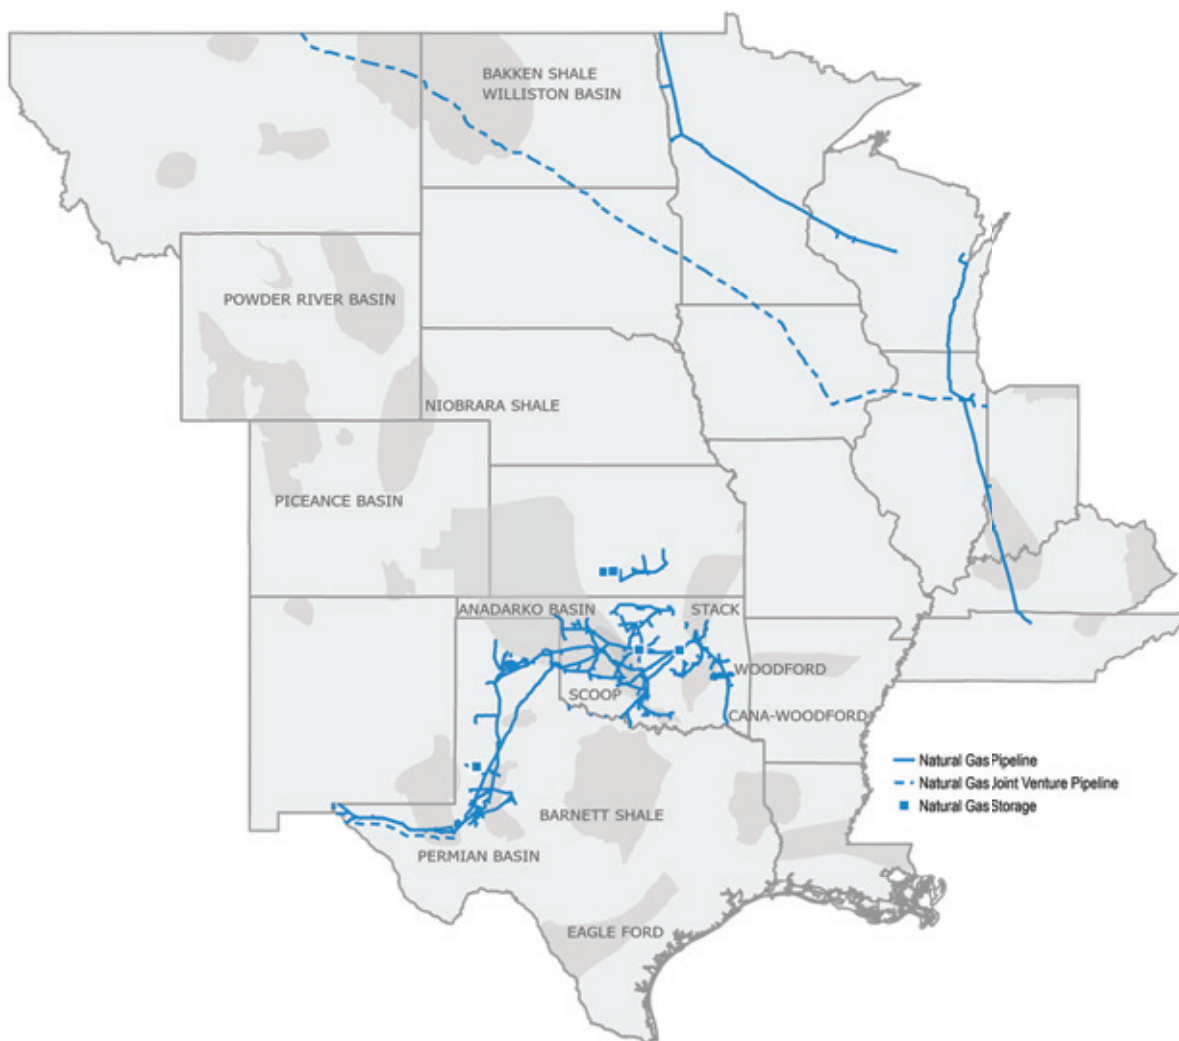 BAKKEN SHALE
WILLISTON BASIN
POWDER RIVER BASIN
NIOBRARA SHALE
PICEANCE BASIN
ANADARKO BASIN
STACK
WOODFORD
SCOOP
CANA-WOODFORD
Natural Gas Pipeline
Natural Gas Joint Venture Pipeline
Natural Gas Storage
BARNETT SHALE
PERMIAN BASIN
EAGLE FORD